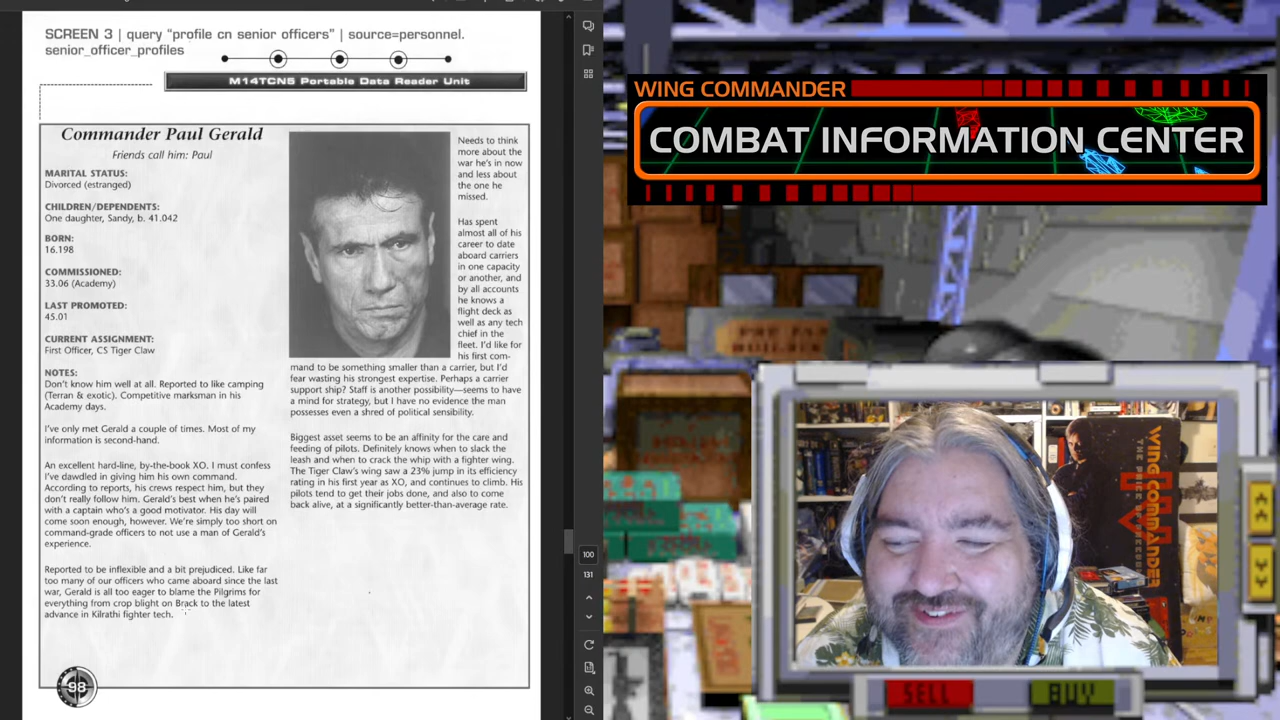 SCREEN 3 | query “profile cn senior officers” | source=personnel.
senior_officer_profiles
M14TCN5 Portable Data Reader Unit
Commander Paul Gerald
Friends call him: Paul
MARITAL STATUS:
Divorced (estranged)
CHILDREN/DEPENDENTS:
One daughter, Sandy, b. 41.042
BORN:
16.198
COMMISSIONED:
33.06 (Academy)
LAST PROMOTED:
45.01
CURRENT ASSIGNMENT:
First Officer, CS Tiger Claw
NOTES:
Don't know him well at all. Reported to like camping
(Terran & exotic). Competitive marksman in his
Academy days.
I've only met Gerald a couple of times. Most of my
information is second-hand.
An excellent hard-line, by-the-book XO. I must confess
I've dawdled in giving him his own command.
According to reports, his crews respect him, but they
don't really follow him. Gerald's best when he's paired
with a captain who's a good motivator. His day will
come soon enough, however. We're simply too short on
command-grade officers to not use a man of Gerald's
experience.
Reported to be inflexible and a bit prejudiced. Like far
too many of our officers who came aboard since the last
war, Gerald is all too eager to blame the Pilgrims for
everything from crop blight on Brack to the latest
advance in Kilrathi fighter tech.
Needs to think
more about the
war he's in now
and less about
the one he
missed.
Has spent
almost all of his
career to date
aboard carriers
in one capacity
or another, and
by all accounts
he knows a
flight deck as
well as any tech
chief in the
fleet. I'd like for
his first com-
mand to be something smaller than a carrier, but I'd
fear wasting his strongest expertise. Perhaps a carrier
support ship? Staff is another possibility—seems to have
a mind for strategy, but I have no evidence the man
possesses even a shred of political sensibility.
Biggest asset seems to be an affinity for the care and
feeding of pilots. Definitely knows when to slack the
leash and when to crack the whip with a fighter wing.
The Tiger Claw's wing saw a 23% jump in its efficiency
rating in his first year as XO, and continues to climb. His
pilots tend to get their jobs done, and also to come
back alive, at a significantly better-than-average rate.
98
100
131
WING COMMANDER
COMBAT INFORMATION CENTER
WING COMMANDER
SELL
BUY